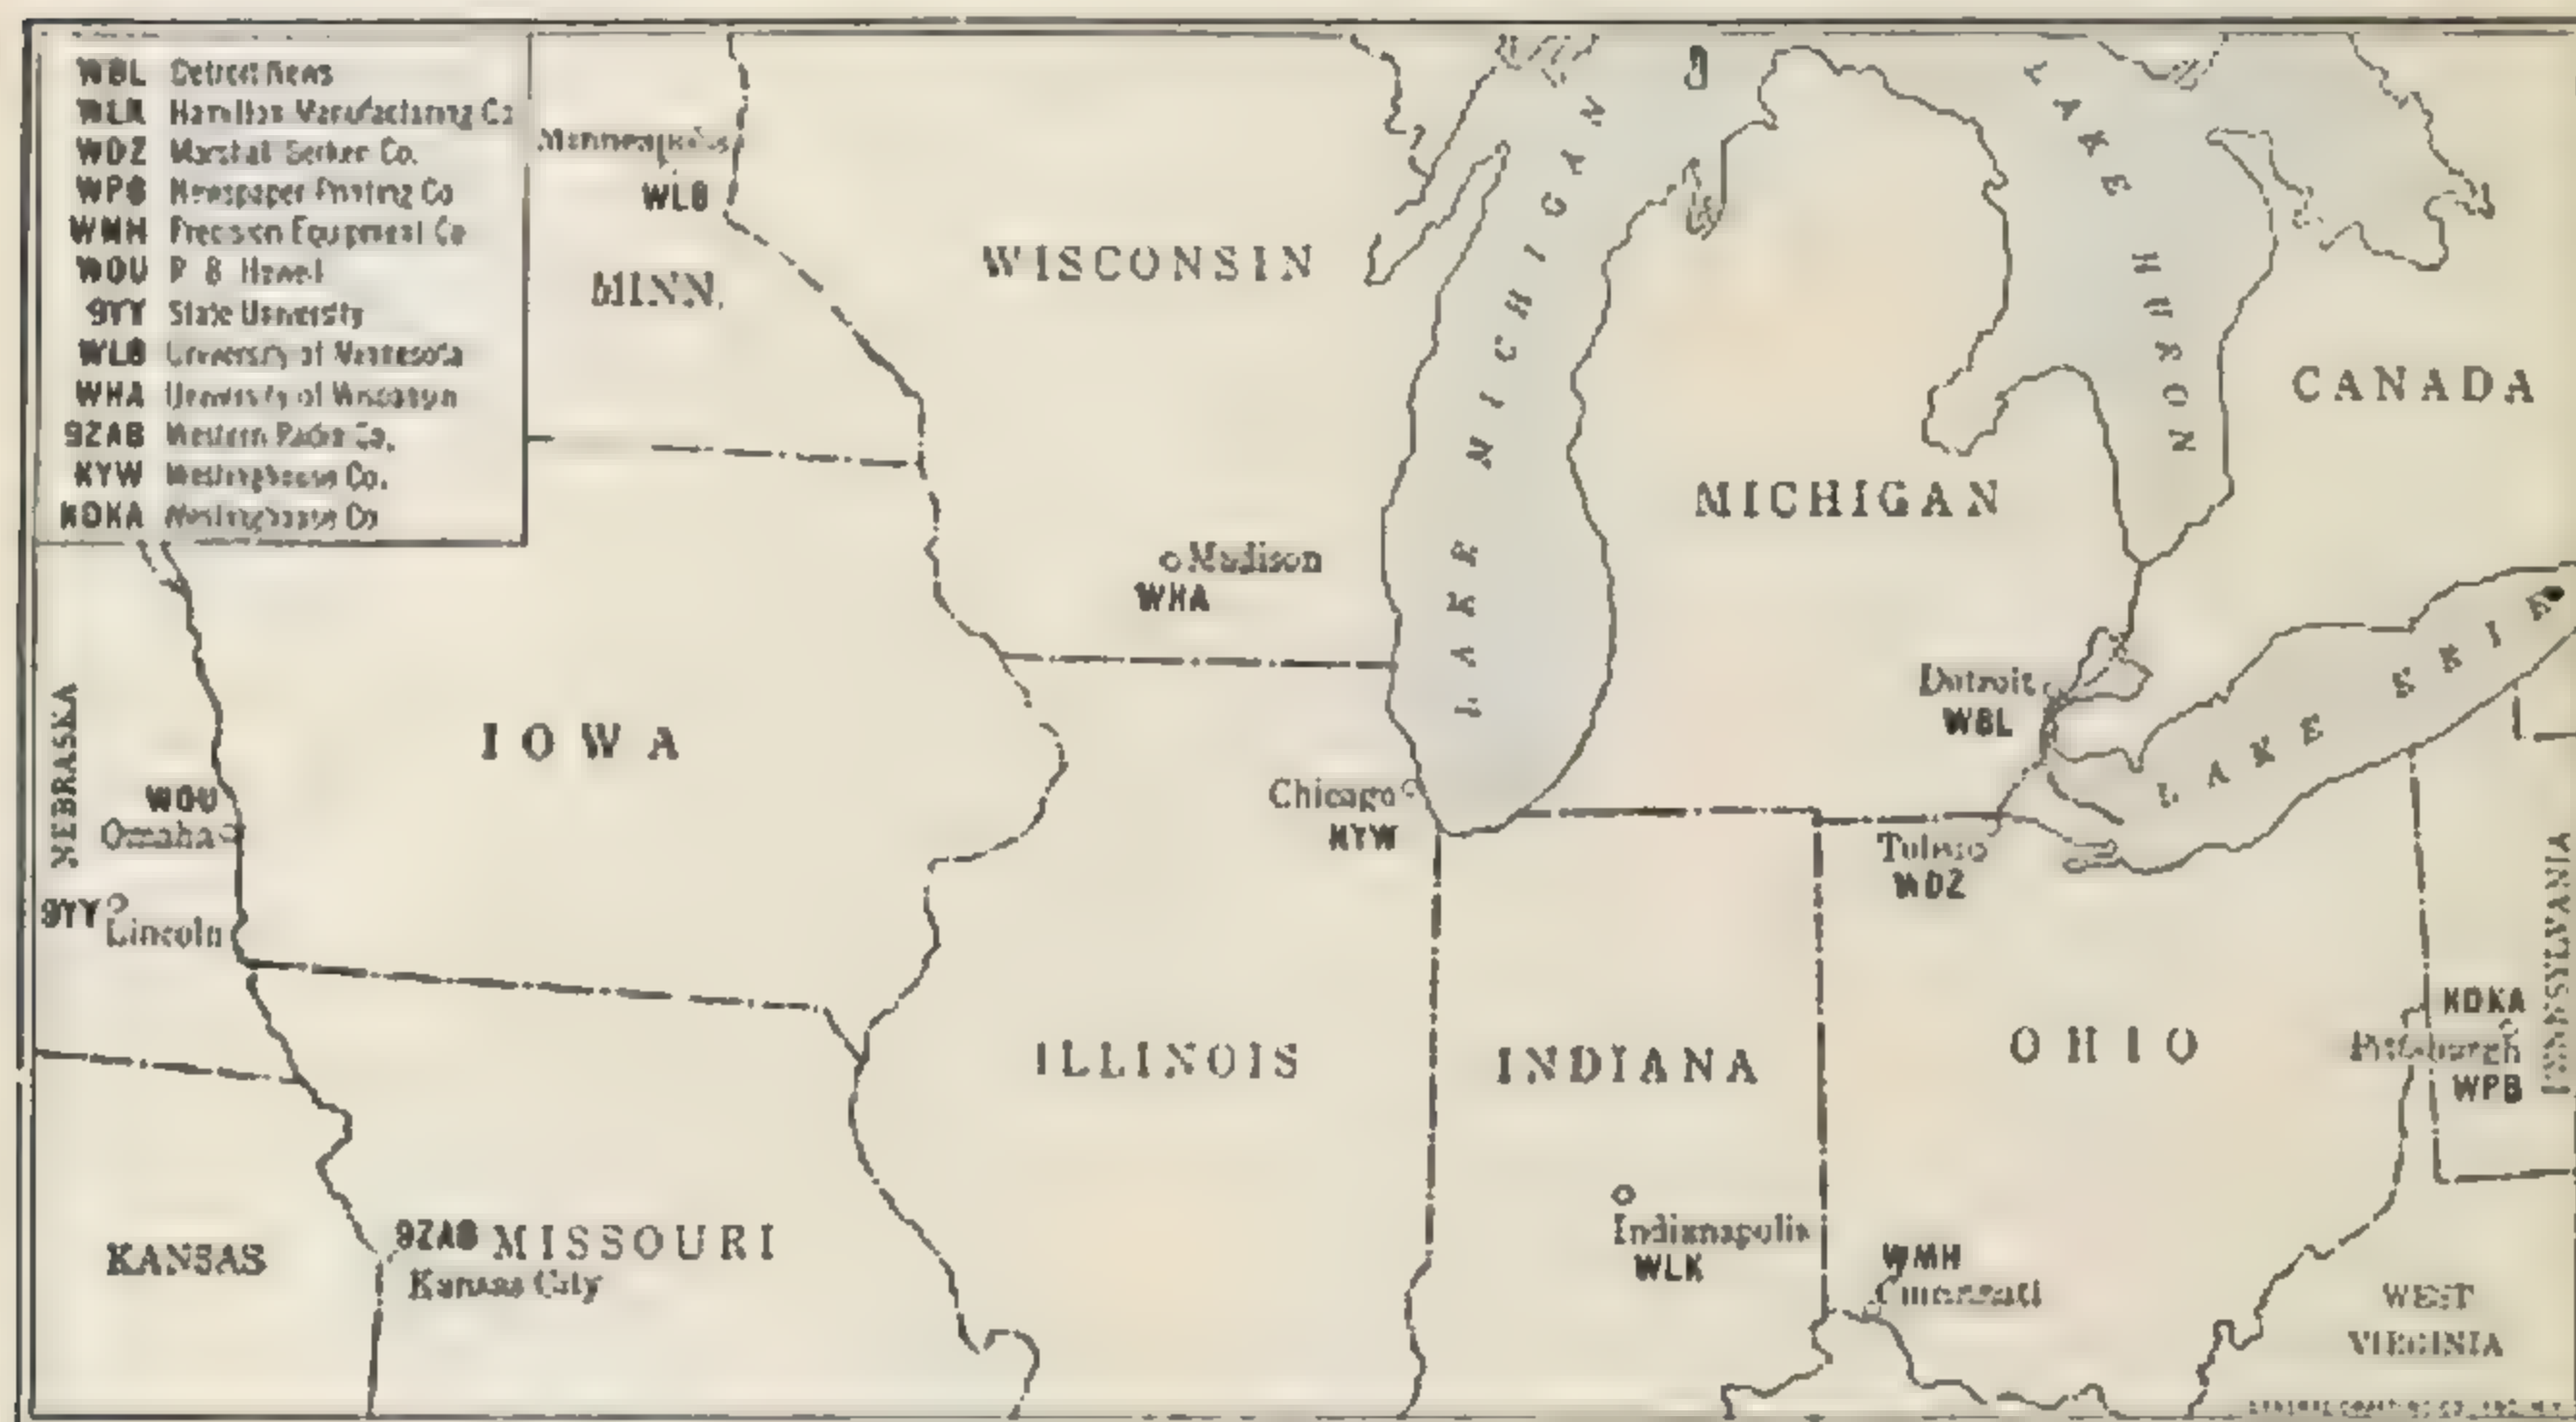 WBL Detroit News
WLK Hamilton Manufacturing Co
WDZ Marshall Gerken Co.
WPB Newspaper Printing Co
WMH Precision Equipment Co
WOU R B Howell
9YY State University
WLB University of Minnesota
WHA University of Wisconsin
9ZAB Western Radio Co.
KYW Westinghouse Co.
KDKA Westinghouse Co
Minneapolis
WLB
MINN.
WISCONSIN
LAKE MICHIGAN
LAKE HURON
CANADA
MICHIGAN
Madison
WHA
NEBRASKA
IOWA
Detroit
WBL
LAKE ERIE
WOU
Omaha
Chicago
KYW
Toledo
WDZ
9YY
Lincoln
PENNSYLVANIA
KDKA
Pittsburgh
WPB
ILLINOIS
INDIANA
OHIO
Indianapolis
WLK
KANSAS
9ZAB MISSOURI
Kansas City
WMH
Cincinnati
WEST
VIRGINIA